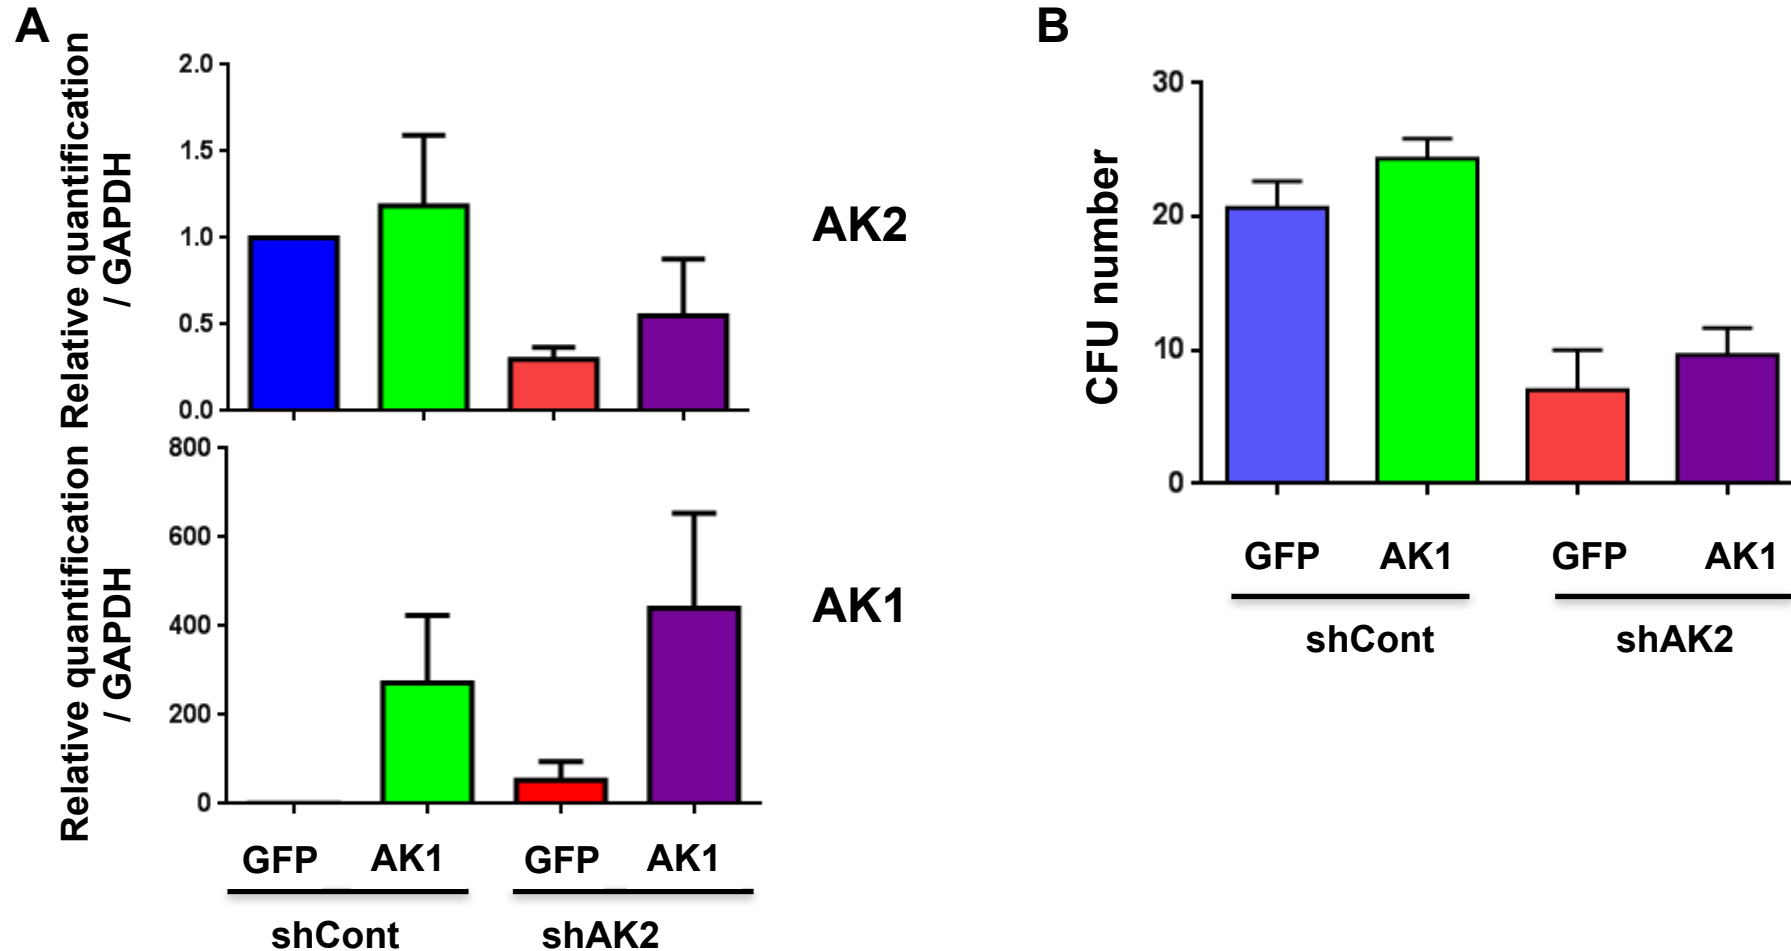 A
Relative quantification
/ GAPDH
2.0
1.5
1.0
0.5
0.0
AK2
Relative quantification
/ GAPDH
800
600
400
200
0
AK1
GFP AK1 GFP AK1
shCont shAK2
B
CFU number
30
20
10
0
GFP AK1 GFP AK1
shCont shAK2